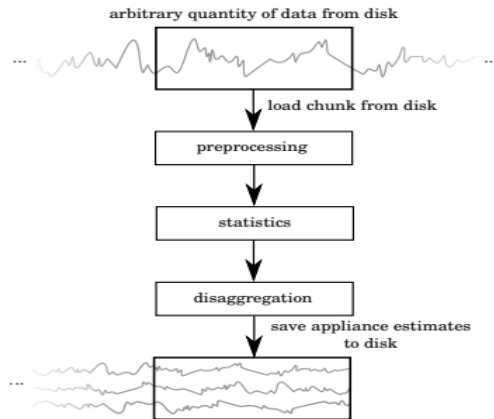 arbitrary quantity of data from disk
... ...
load chunk from disk
preprocessing
statistics
disaggregation
save appliance estimates
to disk
...